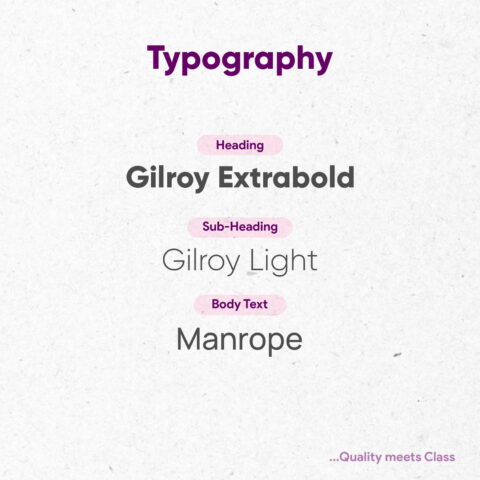 Typography
Heading
Gilroy Extrabold
Sub-Heading
Gilroy Light
Body Text
Manrope
...Quality meets Class